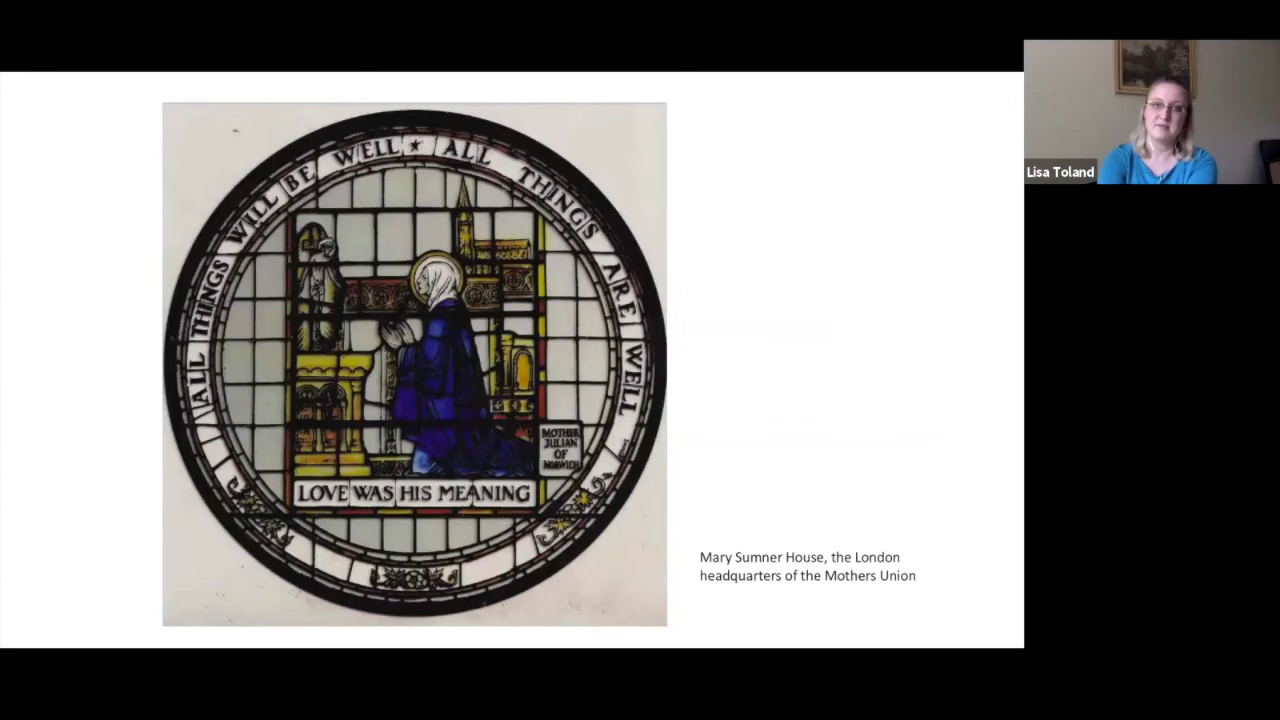 ALL THINGS WILL BE WELL ★ ALL THINGS ARE WELL
MOTHER
JULIAN
OF
NORWICH
LOVE WAS HIS MEANING
Mary Sumner House, the London
headquarters of the Mothers Union
Lisa Toland